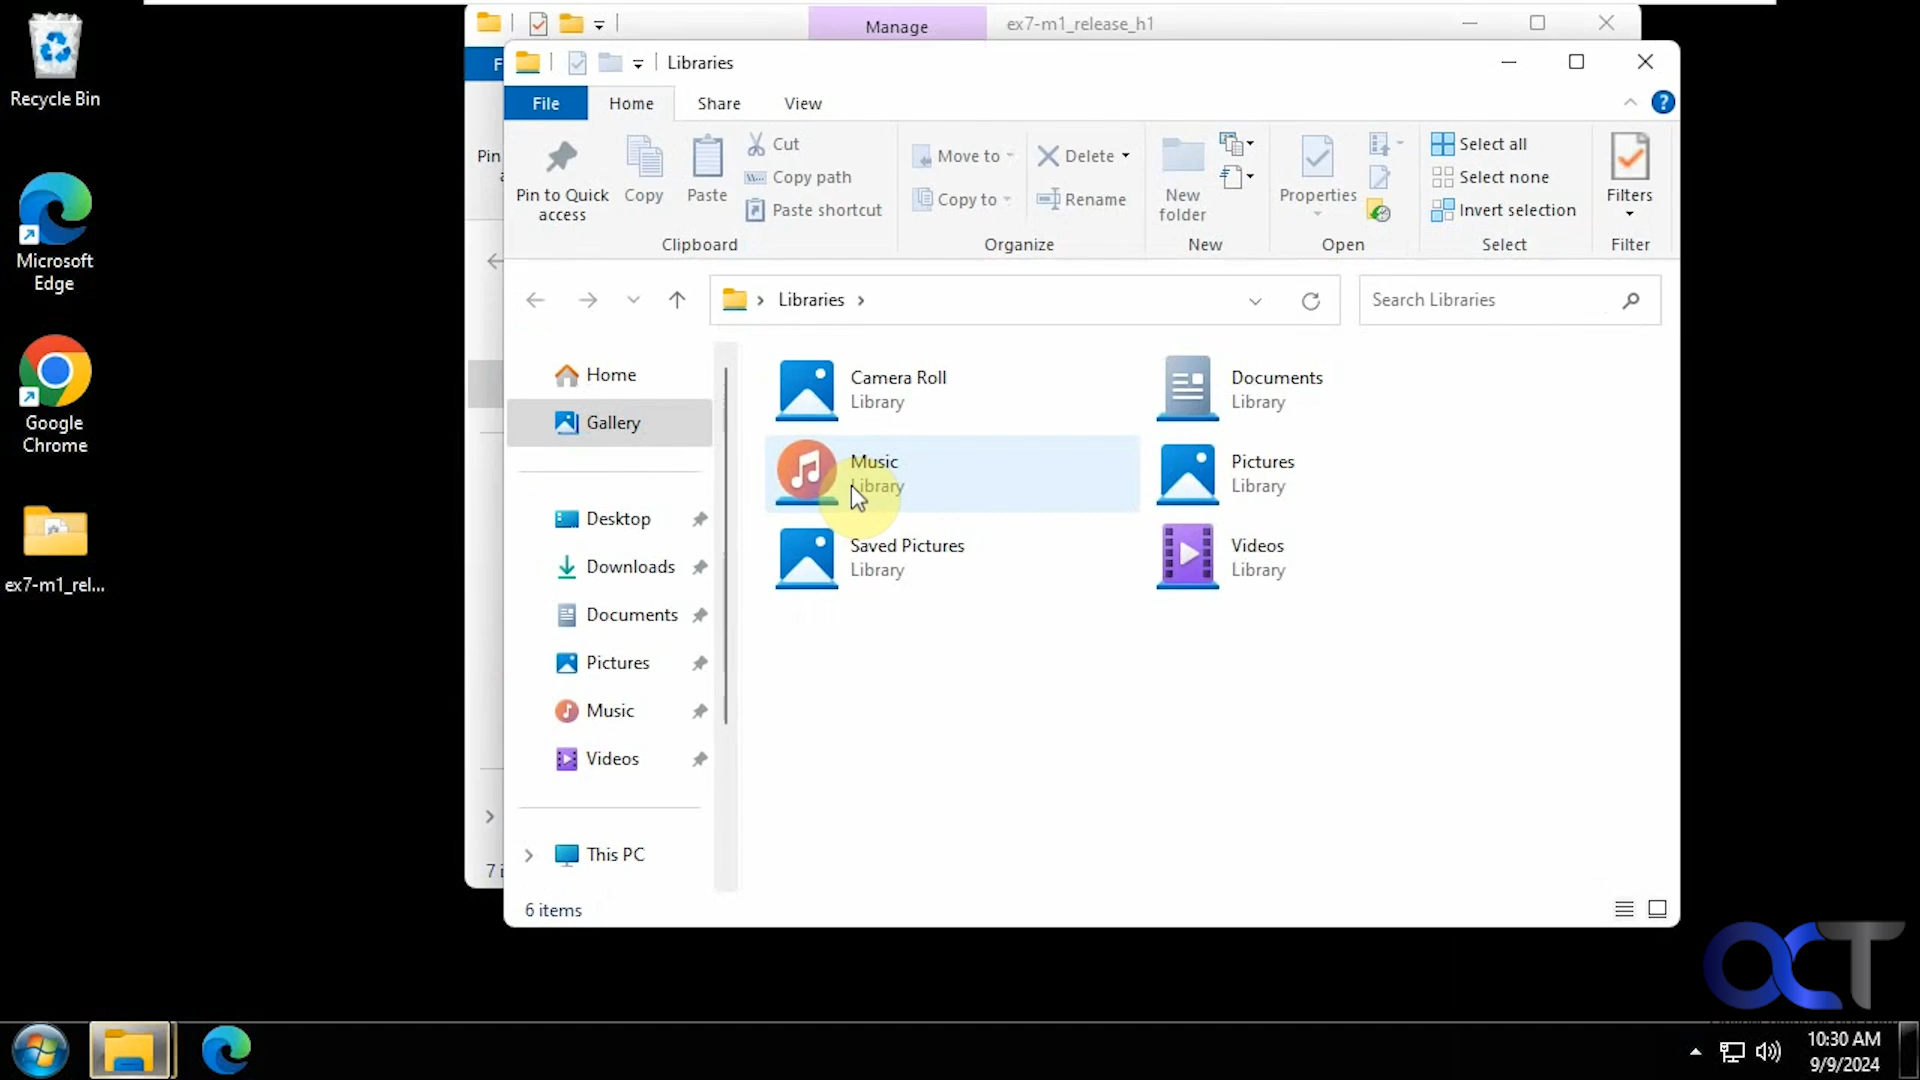 Recycle Bin
Microsoft
Edge
Google
Chrome
ex7-m1_rel...
Manage
ex7-m1_release_h1
F
Pin
7 i
Libraries
File
Home
Share
View
?
Pin to Quick
access
Copy
Paste
Cut
Copy path
Paste shortcut
Clipboard
Move to
Copy to
Delete
Rename
Organize
New
folder
New
Properties
Open
Select all
Select none
Invert selection
Select
Filters
Filter
Libraries
Search Libraries
Home
Gallery
Desktop
Downloads
Documents
Pictures
Music
Videos
This PC
Camera Roll
Library
Documents
Library
Music
Library
Pictures
Library
Saved Pictures
Library
Videos
Library
6 items
OCT
10:30 AM
9/9/2024